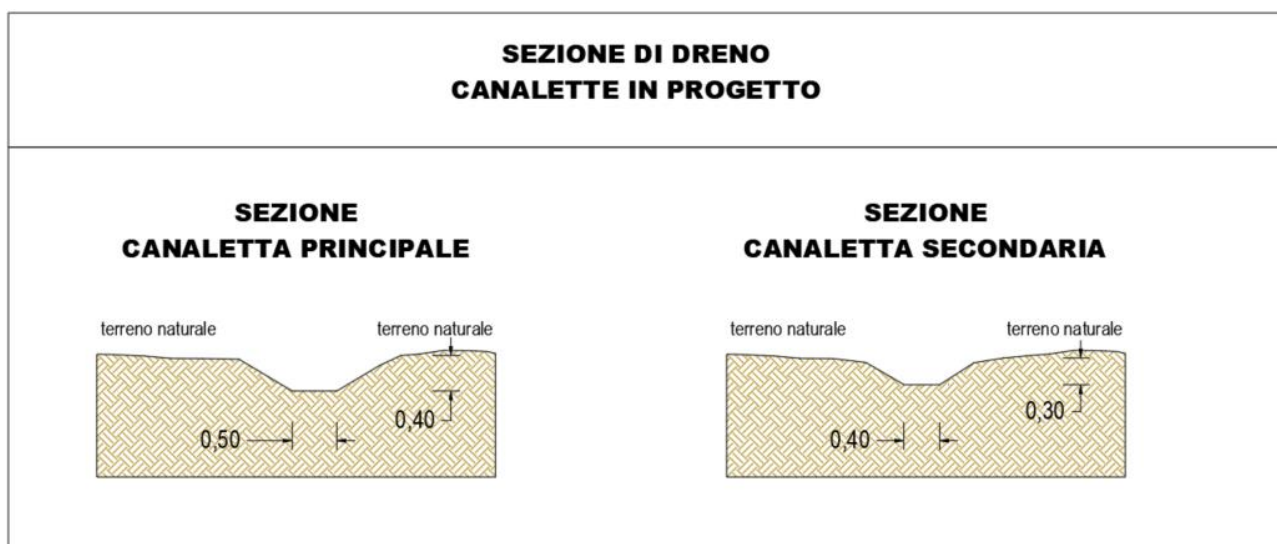 SEZIONE DI DRENO
CANALETTE IN PROGETTO
SEZIONE
CANALETTA PRINCIPALE
terreno naturale
terreno naturale
0,40
0,50
SEZIONE
CANALETTA SECONDARIA
terreno naturale
terreno naturale
0,30
0,40